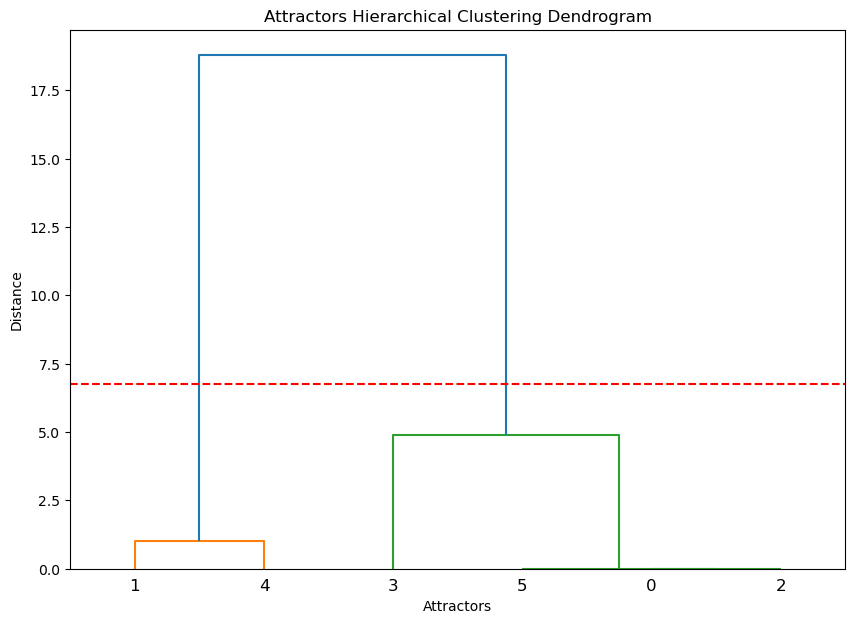 Attractors Hierarchical Clustering Dendrogram
17.5
15.0
12.5
10.0
7.5
5.0
2.5
0.0
Distance
1 4 3 5 0 2
Attractors